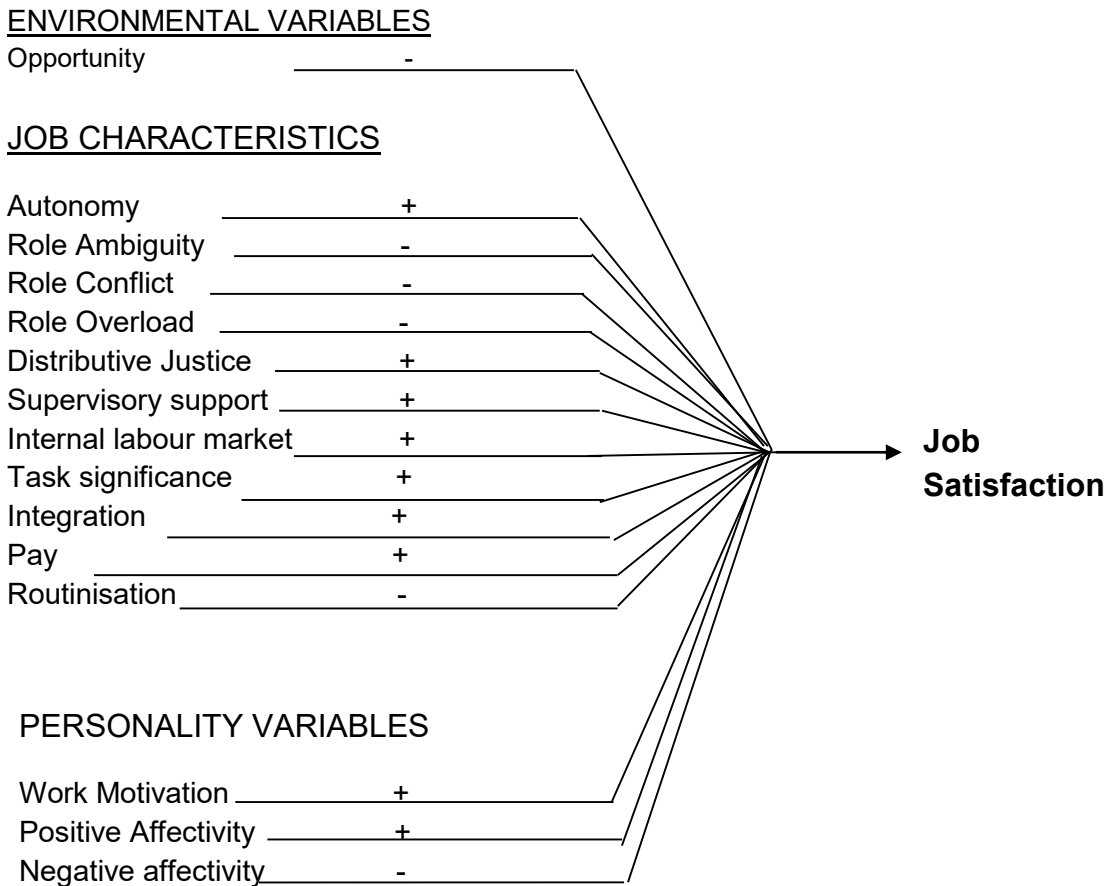 ENVIRONMENTAL VARIABLES
Opportunity -
JOB CHARACTERISTICS
Autonomy +
Role Ambiguity -
Role Conflict -
Role Overload -
Distributive Justice +
Supervisory support +
Internal labour market +
Task significance +
Integration +
Pay +
Routinisation -
Job
Satisfaction
PERSONALITY VARIABLES
Work Motivation +
Positive Affectivity +
Negative affectivity -